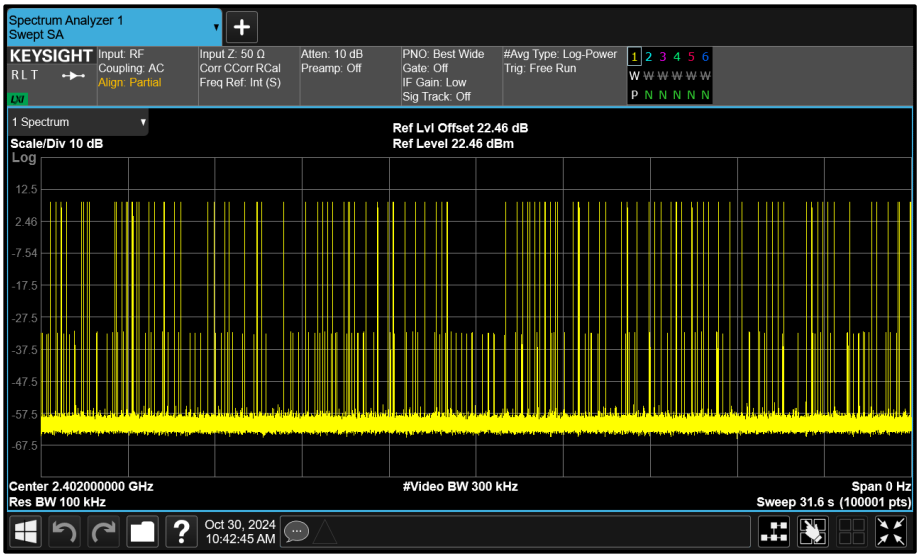 Spectrum Analyzer 1
Swept SA
+
KEYSIGHT
RLT
LXI
Input: RF
Coupling: AC
Align: Partial
Input Z: 50 Ω
Corr CCorr RCal
Freq Ref: Int (S)
Atten: 10 dB
Preamp: Off
PNO: Best Wide
Gate: Off
IF Gain: Low
Sig Track: Off
#Avg Type: Log-Power
Trig: Free Run
1 2 3 4 5 6
W W W W W W
P N N N N N
1 Spectrum
Scale/Div 10 dB
Ref Lvl Offset 22.46 dB
Ref Level 22.46 dBm
Log
12.5
2.46
-7.54
-17.5
-27.5
-37.5
-47.5
-57.5
-67.5
Center 2.402000000 GHz
#Video BW 300 kHz
Span 0 Hz
Res BW 100 kHz
Sweep 31.6 s (100001 pts)
?
Oct 30, 2024
10:42:45 AM